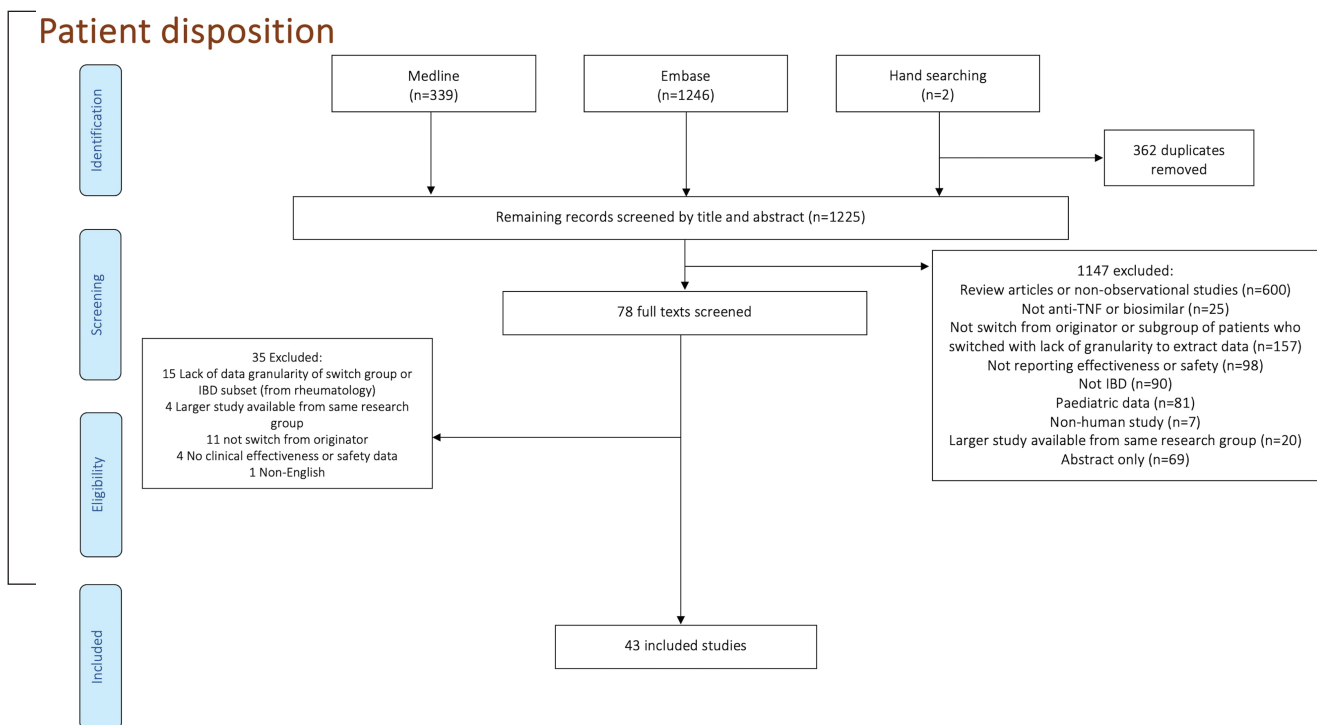 Patient disposition
Identification
Medline
(n=339)
Embase
(n=1246)
Hand searching
(n=2)
362 duplicates
removed
Remaining records screened by title and abstract (n=1225)
Screening
78 full texts screened
1147 excluded:
Review articles or non-observational studies (n=600)
Not anti-TNF or biosimilar (n=25)
Not switch from originator or subgroup of patients who
switched with lack of granularity to extract data (n=157)
Not reporting effectiveness or safety (n=98)
Not IBD (n=90)
Paediatric data (n=81)
Non-human study (n=7)
Larger study available from same research group (n=20)
Abstract only (n=69)
35 Excluded:
15 Lack of data granularity of switch group or
IBD subset (from rheumatology)
4 Larger study available from same research
group
11 not switch from originator
4 No clinical effectiveness or safety data
1 Non-English
Eligibility
Included
43 included studies